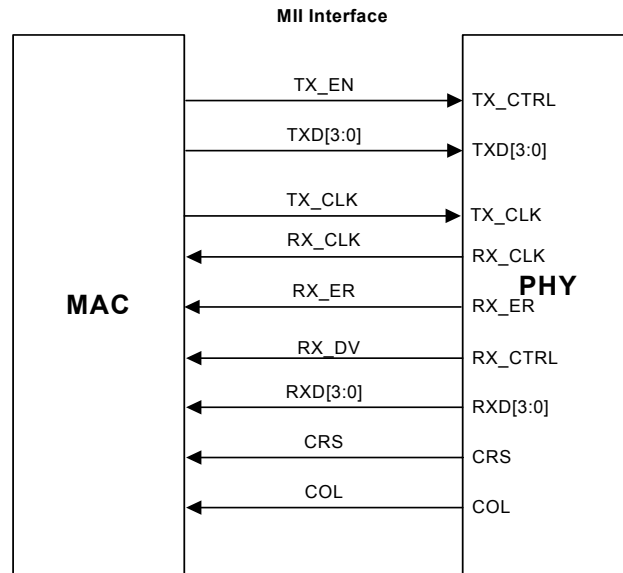 MII Interface
TX_EN
TX_CTRL
TXD[3:0]
TXD[3:0]
TX_CLK
TX_CLK
RX_CLK
RX_CLK
MAC
PHY
RX_ER
RX_ER
RX_DV
RX_CTRL
RXD[3:0]
RXD[3:0]
CRS
CRS
COL
COL